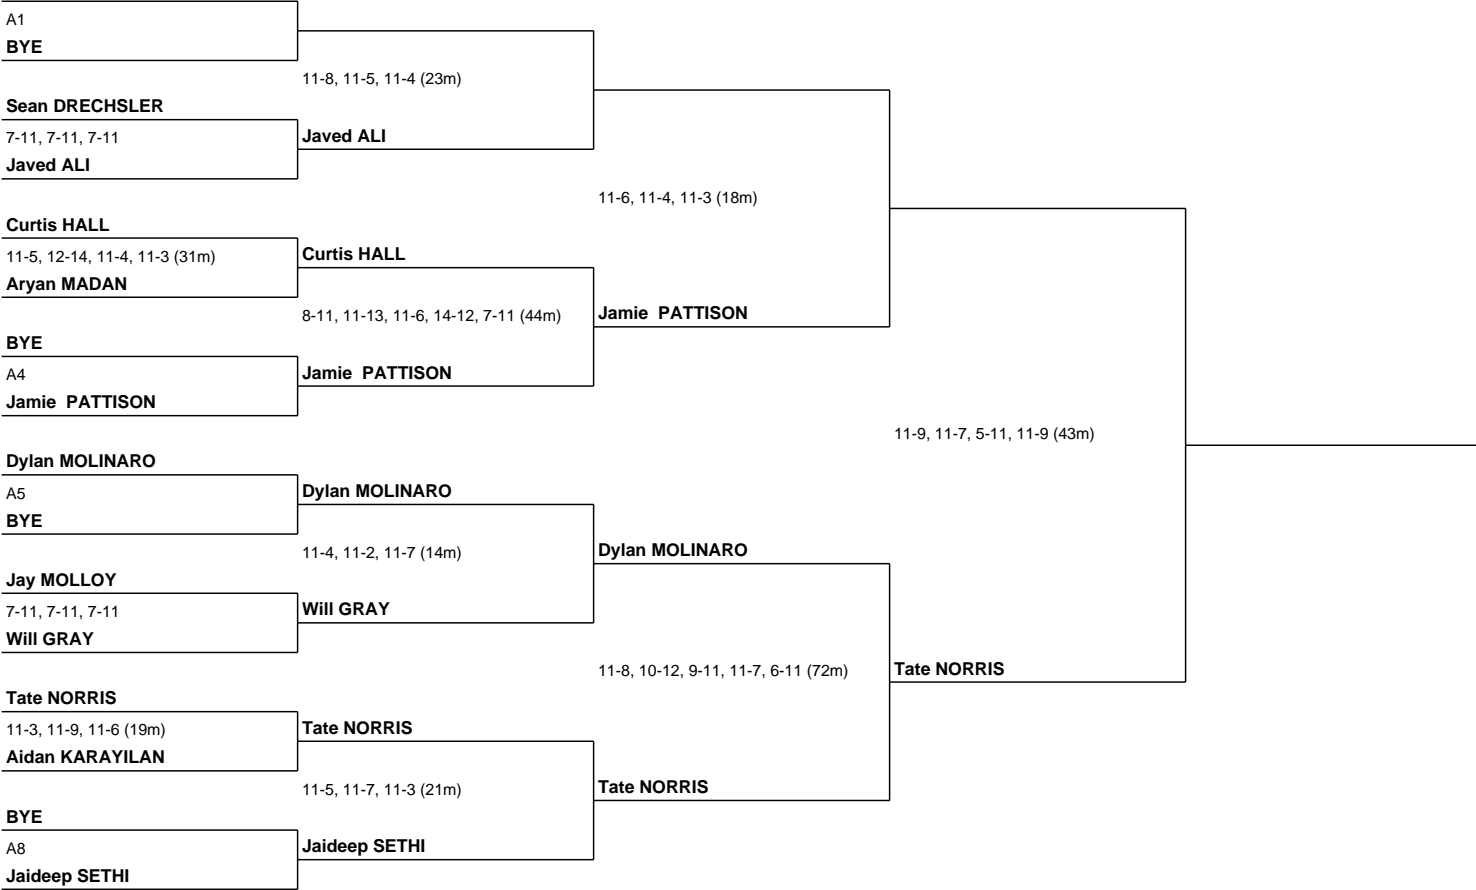 A1
BYE
11-8, 11-5, 11-4 (23m)
Sean DRECHSLER
7-11, 7-11, 7-11
Javed ALI
Javed ALI
11-6, 11-4, 11-3 (18m)
Curtis HALL
11-5, 12-14, 11-4, 11-3 (31m)
Curtis HALL
Aryan MADAN
8-11, 11-13, 11-6, 14-12, 7-11 (44m)
Jamie  PATTISON
BYE
A4
Jamie  PATTISON
Jamie  PATTISON
11-9, 11-7, 5-11, 11-9 (43m)
Dylan MOLINARO
A5
Dylan MOLINARO
BYE
11-4, 11-2, 11-7 (14m)
Dylan MOLINARO
Jay MOLLOY
7-11, 7-11, 7-11
Will GRAY
Will GRAY
11-8, 10-12, 9-11, 11-7, 6-11 (72m)
Tate NORRIS
Tate NORRIS
11-3, 11-9, 11-6 (19m)
Tate NORRIS
Aidan KARAYILAN
11-5, 11-7, 11-3 (21m)
Tate NORRIS
BYE
A8
Jaideep SETHI
Jaideep SETHI